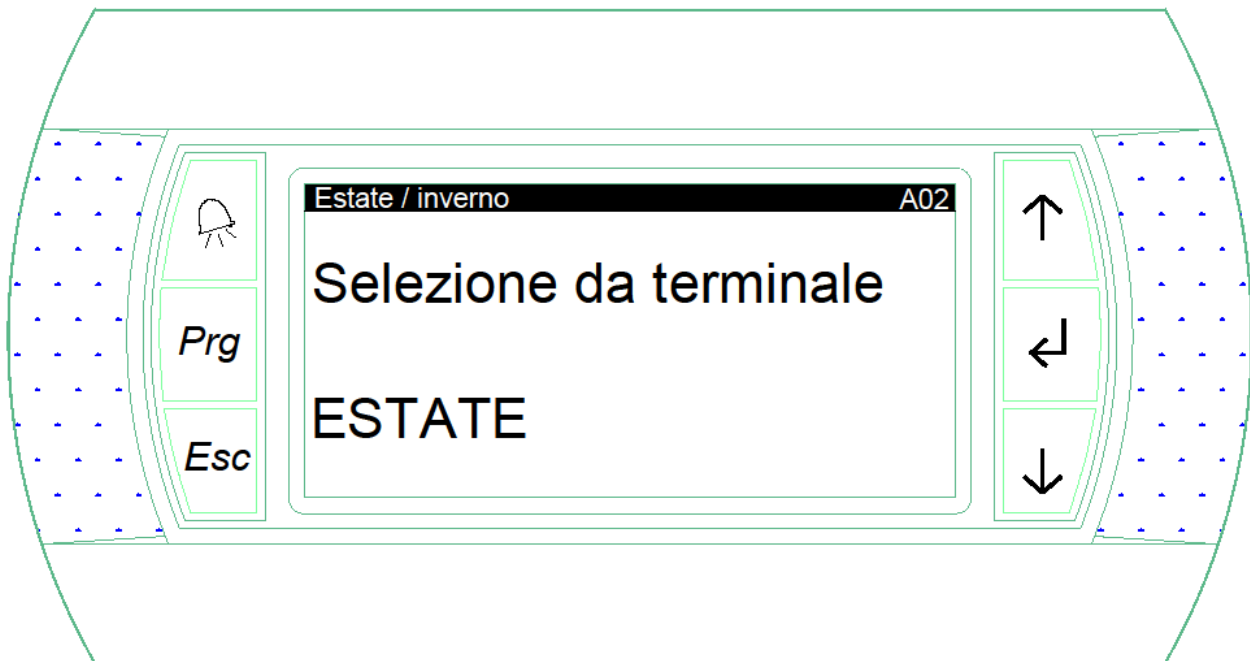 Estate / inverno A02
Selezione da terminale
Prg
ESTATE
Esc